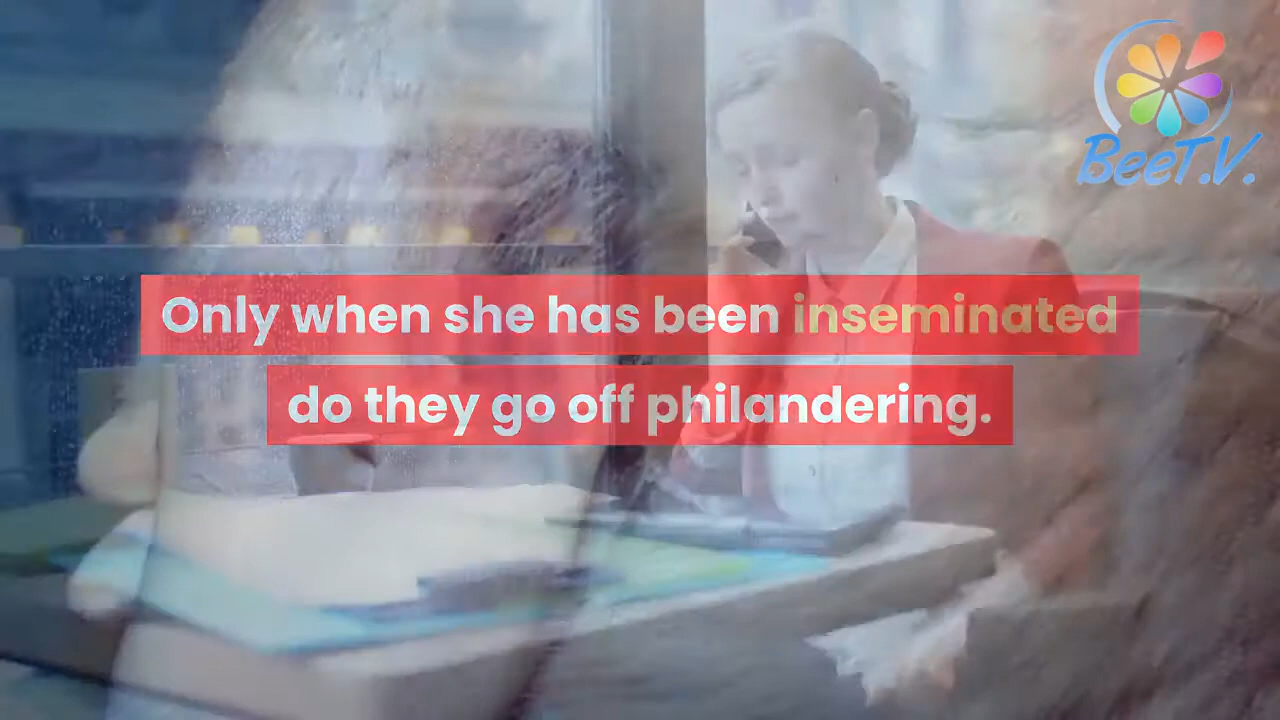 BeeT.V.
Only when she has been inseminated
do they go off philandering.